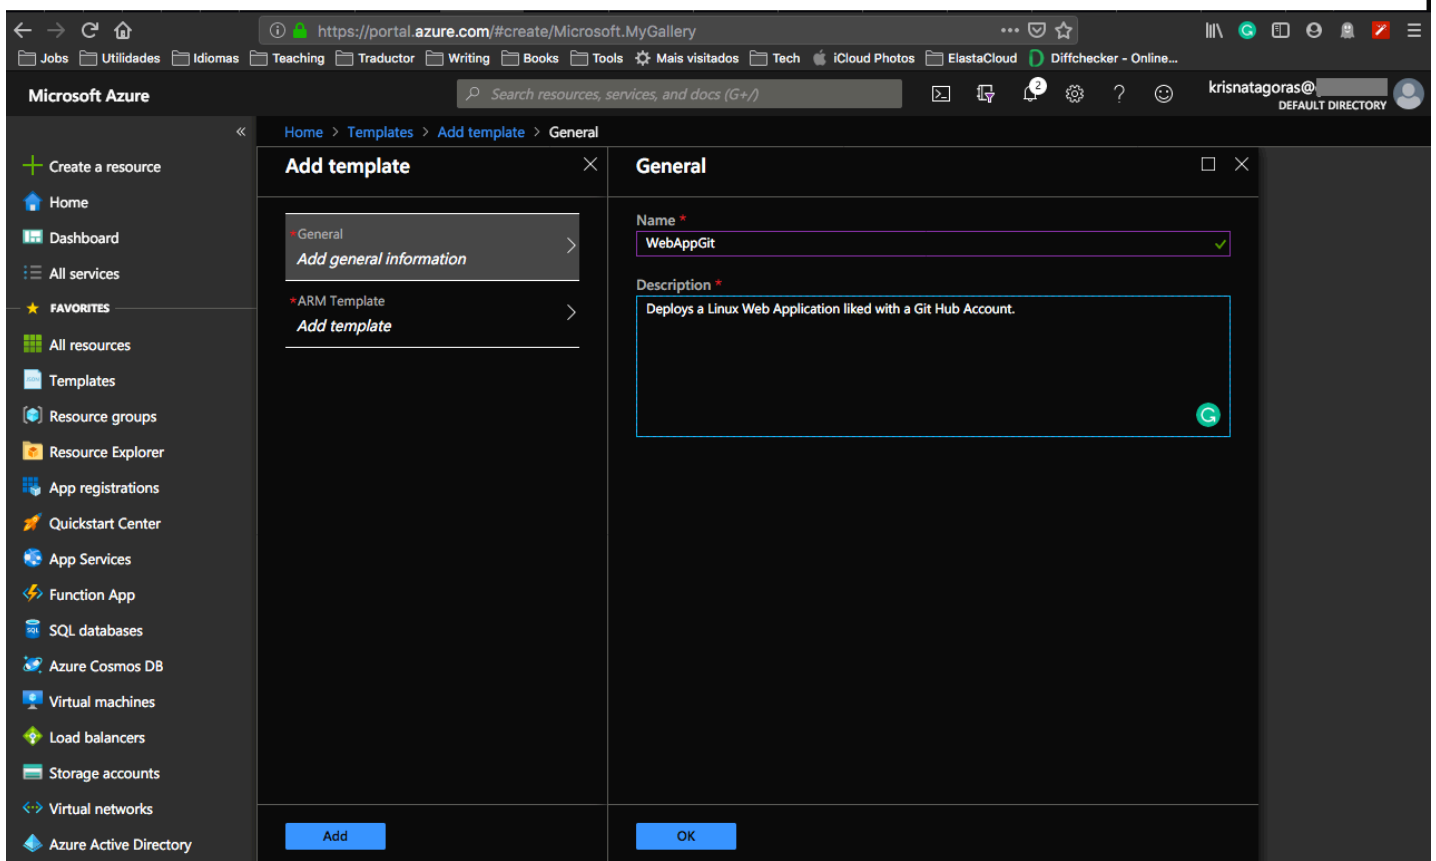 https://portal.azure.com/#create/Microsoft.MyGallery
Jobs Utilidades Idiomas Teaching Traductor Writing Books Tools Mais visitados Tech iCloud Photos ElastaCloud Diffchecker - Online...
Microsoft Azure
Search resources, services, and docs (G+/)
2
krisnatagoras@
DEFAULT DIRECTORY
«
Home > Templates > Add template > General
Create a resource
Home
Dashboard
All services
FAVORITES
All resources
Templates
Resource groups
Resource Explorer
App registrations
Quickstart Center
App Services
Function App
SQL databases
Azure Cosmos DB
Virtual machines
Load balancers
Storage accounts
Virtual networks
Azure Active Directory
Add template
*General
Add general information
*ARM Template
Add template
Add
General
Name *
WebAppGit
Description *
Deploys a Linux Web Application liked with a Git Hub Account.
OK